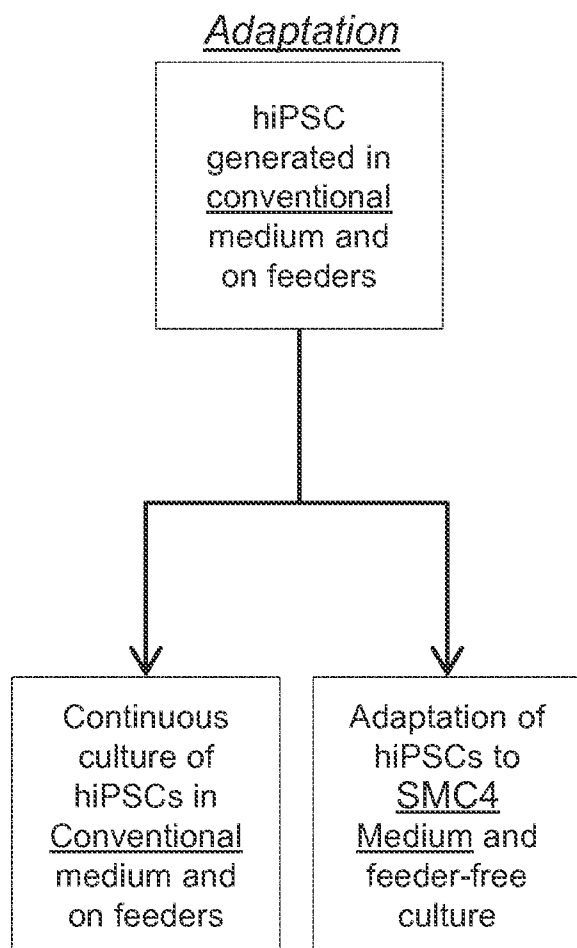 Adaptation
hiPSC
generated in
conventional
medium and
on feeders
Continuous
culture of
hiPSCs in
Conventional
medium and
on feeders
Adaptation of
hiPSCs to
SMC4
Medium and
feeder-free
culture